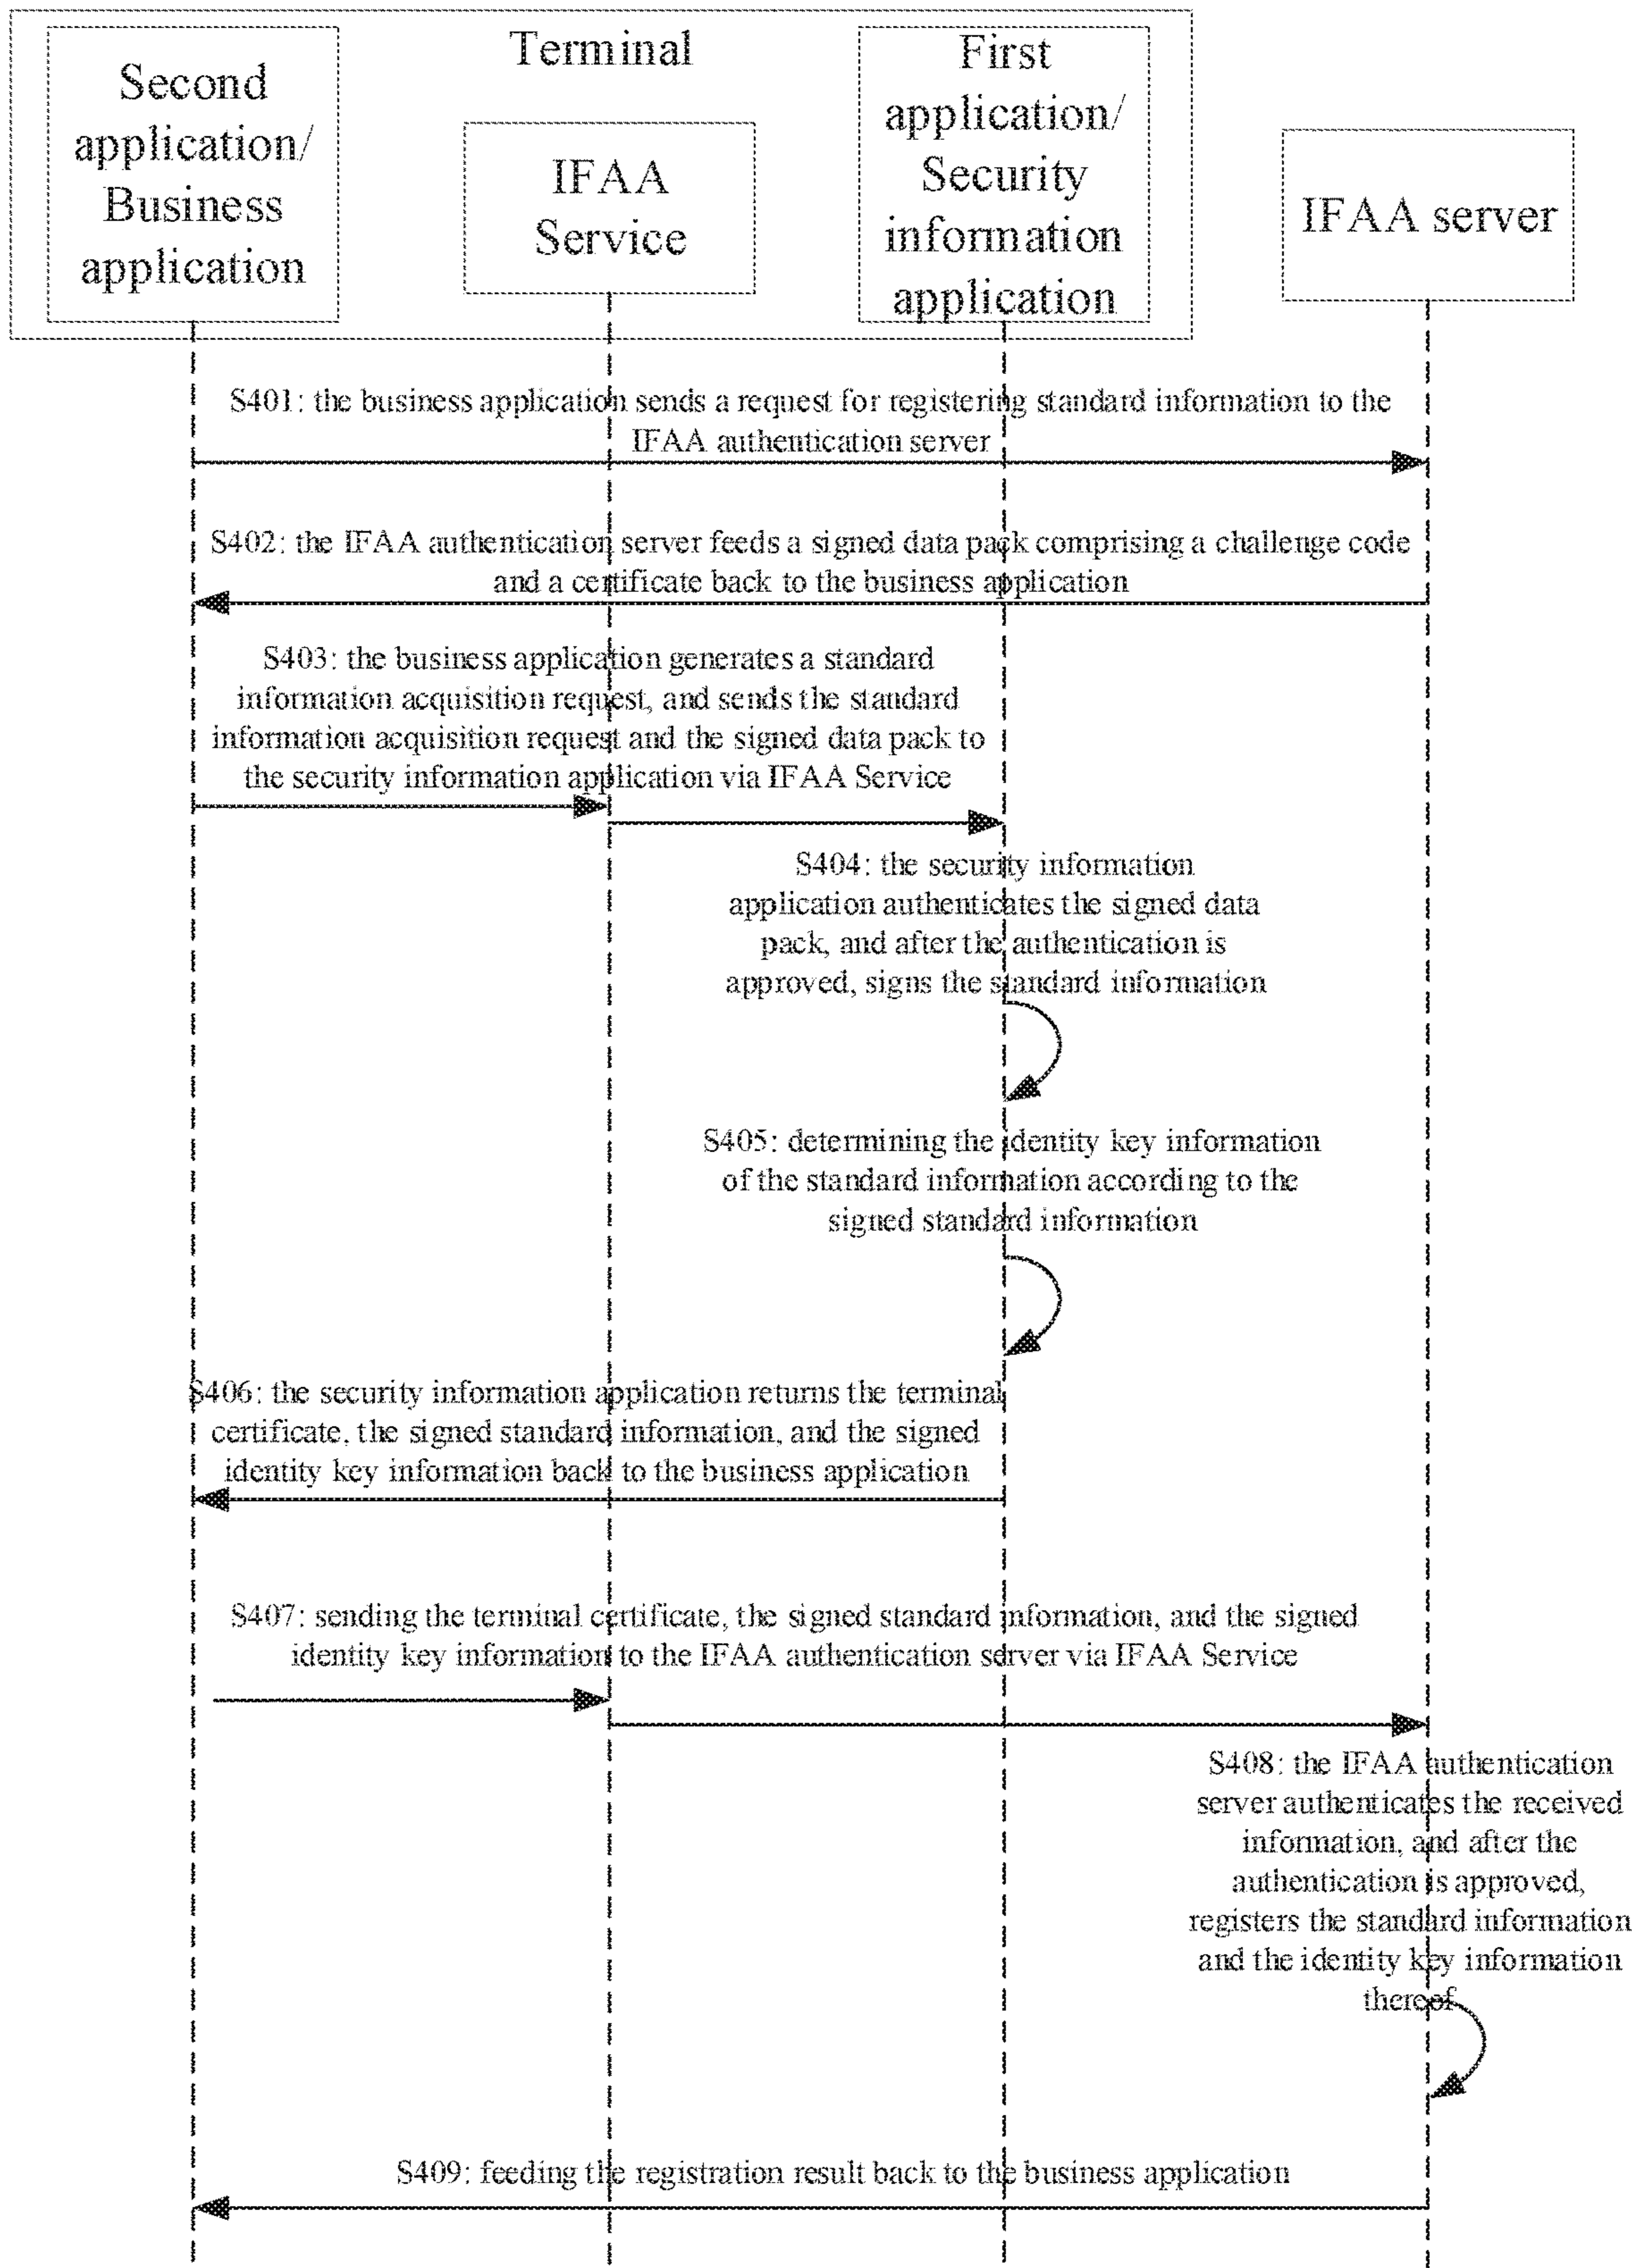 Terminal
Second
application/
Business
application
IFAA
Service
First
application/
Security
information
application
IFAA server
S401: the business application sends a request for registering standard information to the
IFAA authentication server
S402: the IFAA authentication server feeds a signed data pack comprising a challenge code
and a certificate back to the business application
S403: the business application generates a standard
information acquisition request, and sends the standard
information acquisition request and the signed data pack to
the security information application via IFAA Service
S404: the security information
application authenticates the signed data
pack, and after the authentication is
approved, signs the standard information
S405: determining the identity key information
of the standard information according to the
signed standard information
S406: the security information application returns the terminal
certificate, the signed standard information, and the signed
identity key information back to the business application
S407: sending the terminal certificate, the signed standard information, and the signed
identity key information to the IFAA authentication server via IFAA Service
S408: the IFAA authentication
server authenticates the received
information, and after the
authentication is approved,
registers the standard information
and the identity key information
thereof
S409: feeding the registration result back to the business application